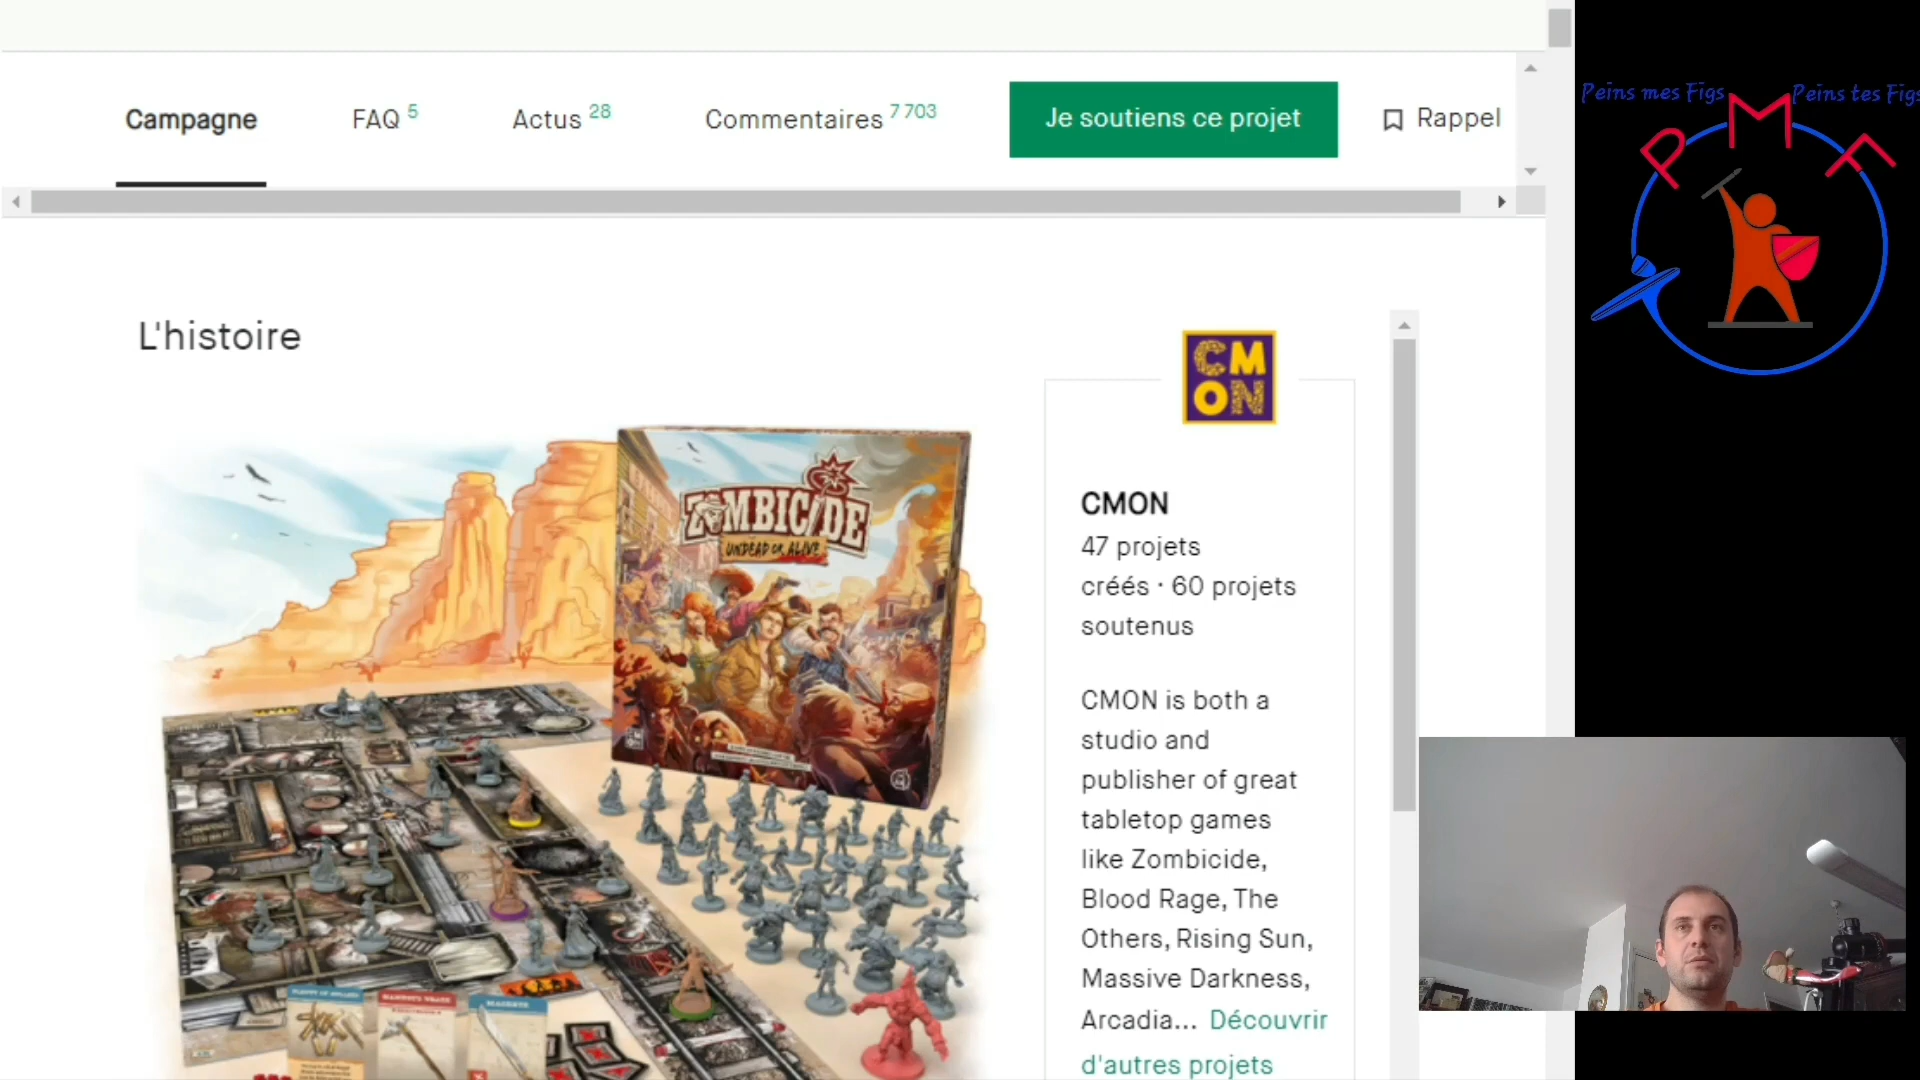 Campagne
FAQ 5
Actus 28
Commentaires 7 703
Je soutiens ce projet
Rappel
Peins mes Figs
Peins tes Figs
PMF
L'histoire
CMON
ZOMBICIDE
UNDEAD OR ALIVE
CMON
47 projets
créés · 60 projets
soutenus
CMON is both a
studio and
publisher of great
tabletop games
like Zombicide,
Blood Rage, The
Others, Rising Sun,
Massive Darkness,
Arcadia... Découvrir
d'autres projets